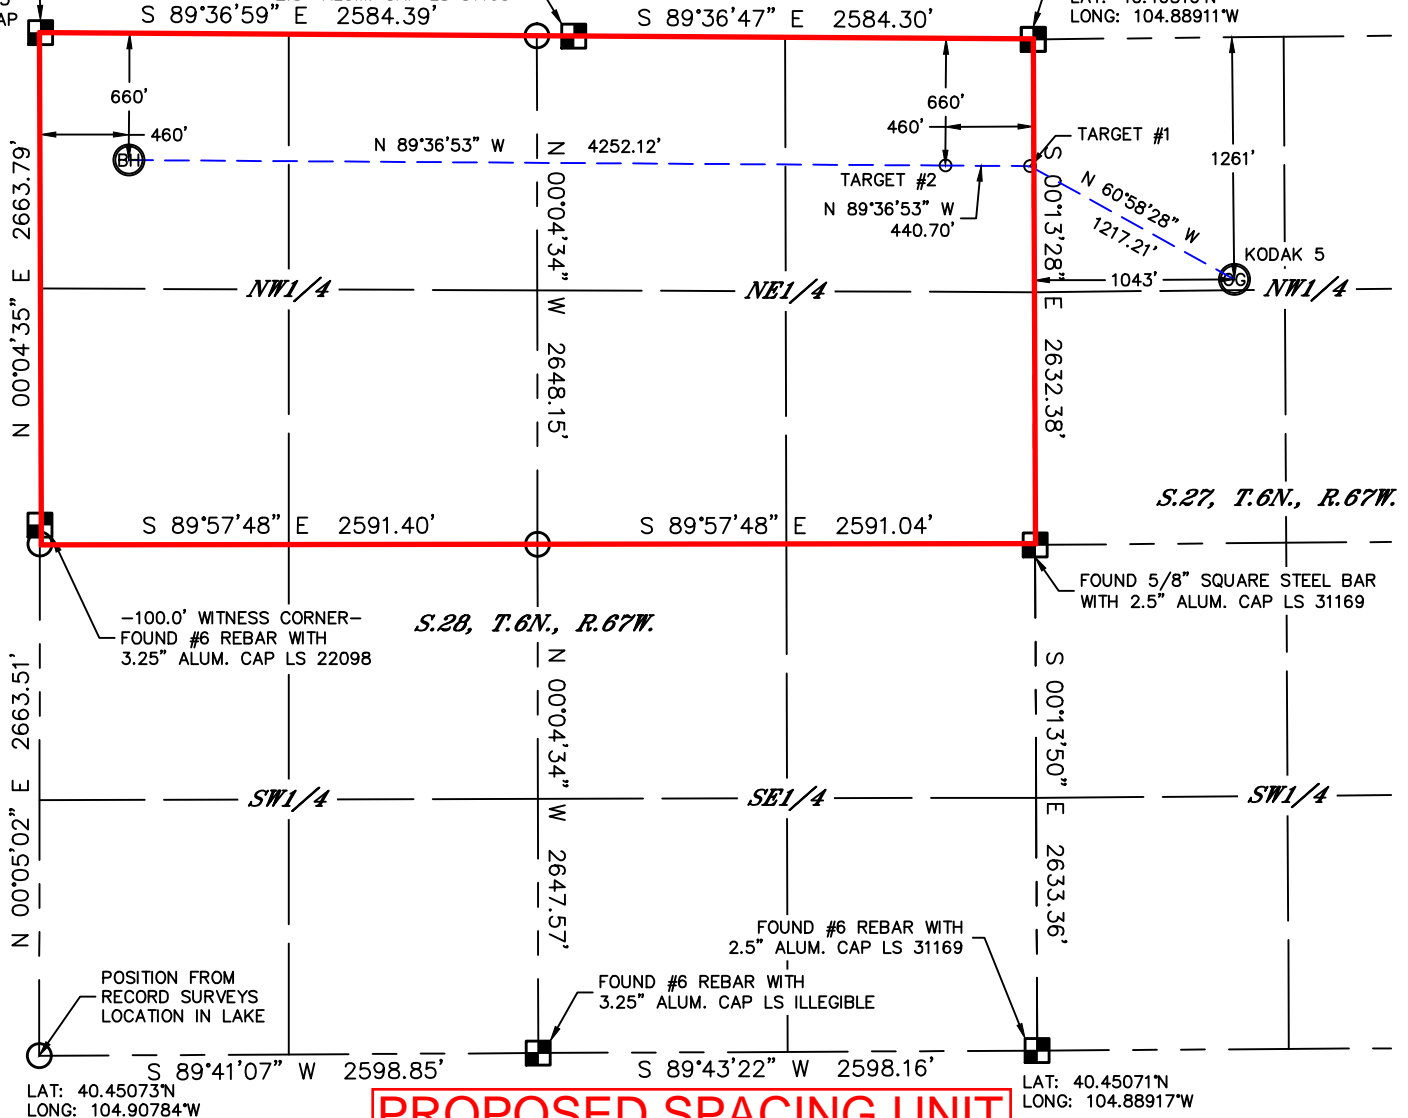 S 89°36'59" E 2584.39'
S 89°36'47" E 2584.30'
LONG: 104.88911°W
AP
660'
460'
N 89°36'53" W 4252.12'
660'
460'
TARGET #1
TARGET #2
N 89°36'53" W
440.70'
1261'
N 60°58'28" W
1217.21'
KODAK 5
1043'
BH
OG
N 00°04'35" E 2663.79'
N 00°04'34" W 2648.15'
S 00°13'28" E 2632.38'
NW1/4
NE1/4
NW1/4
S.27, T.6N., R.67W.
S 89°57'48" E 2591.40'
S 89°57'48" E 2591.04'
FOUND 5/8" SQUARE STEEL BAR
WITH 2.5" ALUM. CAP LS 31169
-100.0' WITNESS CORNER-
FOUND #6 REBAR WITH
3.25" ALUM. CAP LS 22098
S.28, T.6N., R.67W.
N 00°05'02" E 2663.51'
N 00°04'34" W 2647.57'
S 00°13'50" E 2633.36'
SW1/4
SE1/4
SW1/4
FOUND #6 REBAR WITH
2.5" ALUM. CAP LS 31169
POSITION FROM
RECORD SURVEYS
LOCATION IN LAKE
FOUND #6 REBAR WITH
3.25" ALUM. CAP LS ILLEGIBLE
S 89°41'07" W 2598.85'
S 89°43'22" W 2598.16'
LAT: 40.45073°N
LONG: 104.90784°W
PROPOSED SPACING UNIT
LAT: 40.45071°N
LONG: 104.88917°W